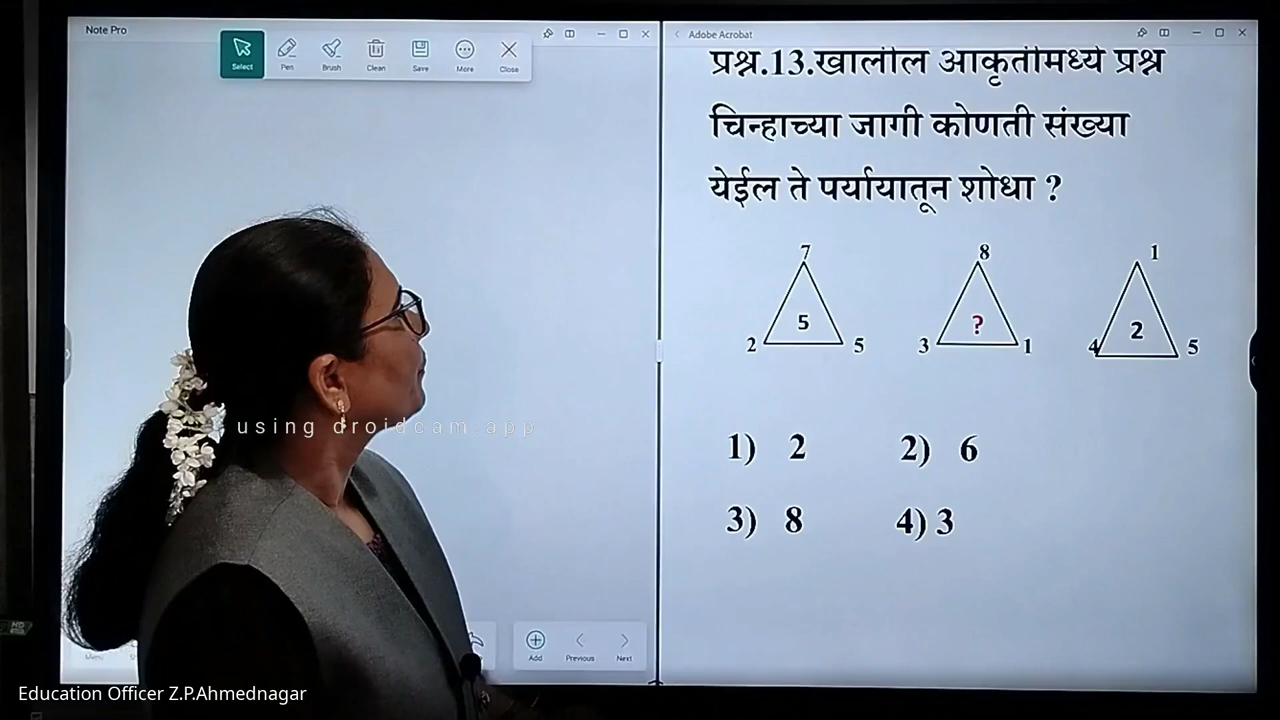 Note Pro
Select
Pen
Brush
Clean
Save
More
Close
Adobe Acrobat
प्रश्न.13.खालील आकृतीमध्ये प्रश्न
चिन्हाच्या जागी कोणती संख्या
येईल ते पर्यायातून शोधा ?
7 8 1
5 ? 2
2 5 3 1 4 5
1) 2 2) 6
3) 8 4) 3
using droidcam app
Add
Previous
Next
Education Officer Z.P.Ahmednagar